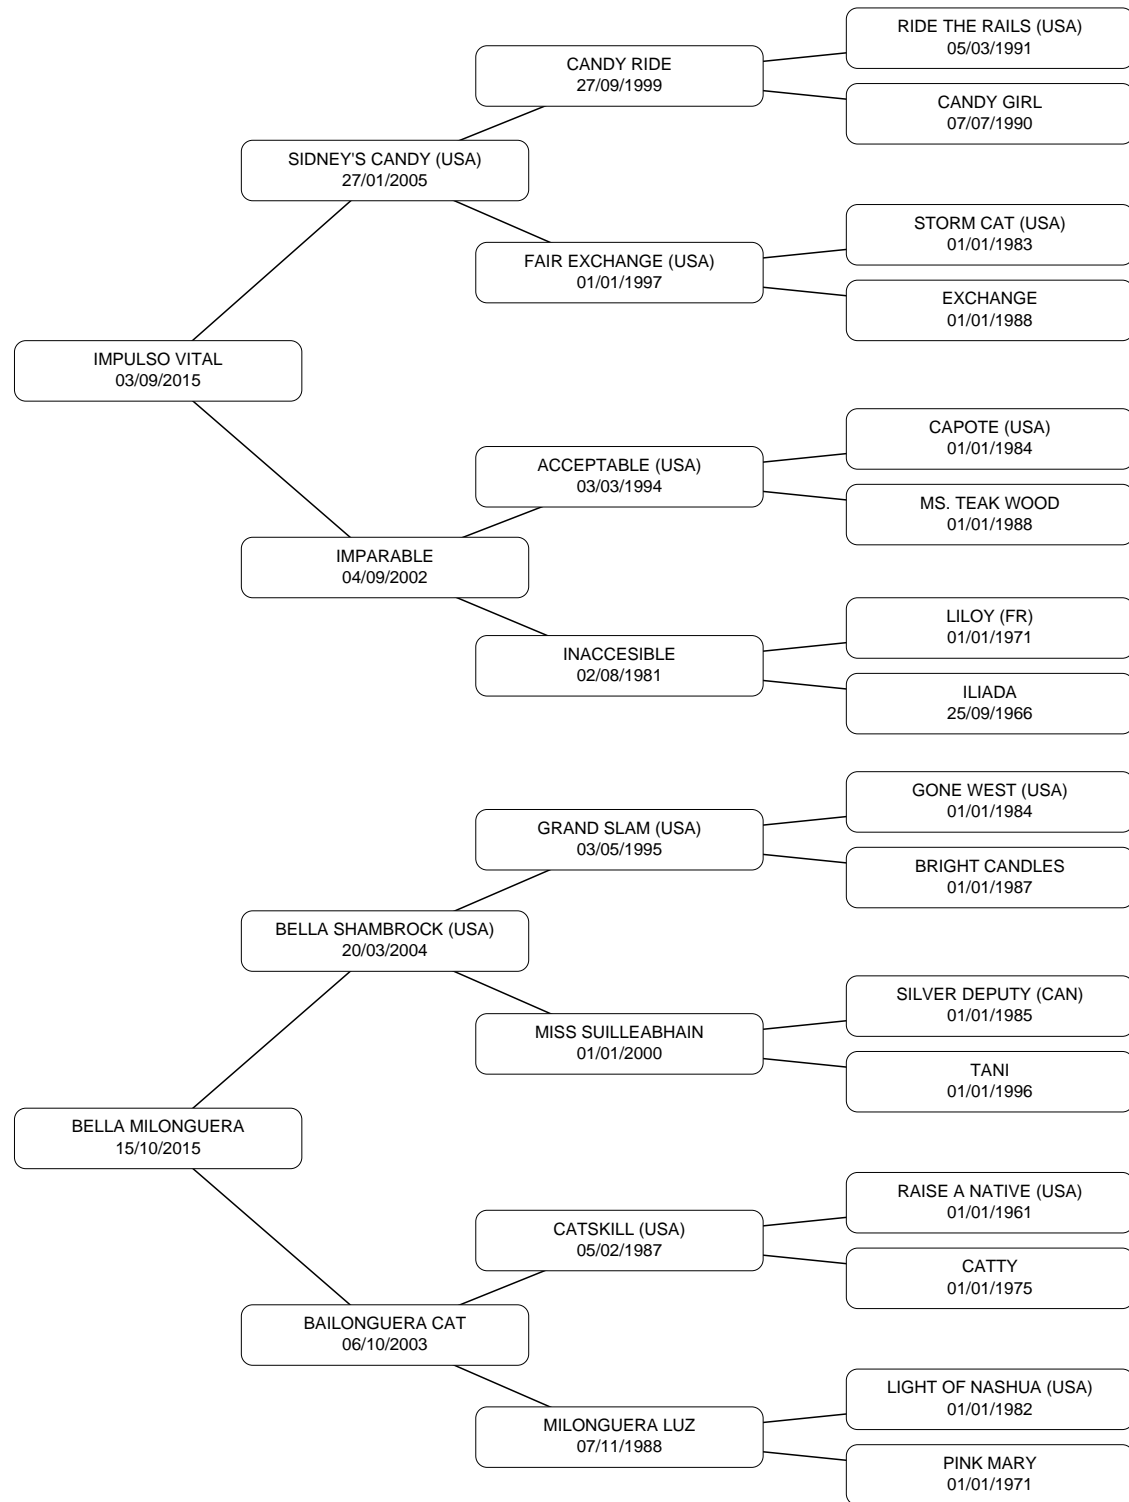 RIDE THE RAILS (USA)
05/03/1991
CANDY RIDE
27/09/1999
CANDY GIRL
07/07/1990
SIDNEY'S CANDY (USA)
27/01/2005
STORM CAT (USA)
01/01/1983
FAIR EXCHANGE (USA)
01/01/1997
EXCHANGE
01/01/1988
IMPULSO VITAL
03/09/2015
CAPOTE (USA)
01/01/1984
ACCEPTABLE (USA)
03/03/1994
MS. TEAK WOOD
01/01/1988
IMPARABLE
04/09/2002
LILOY (FR)
01/01/1971
INACCESIBLE
02/08/1981
ILIADA
25/09/1966
GONE WEST (USA)
01/01/1984
GRAND SLAM (USA)
03/05/1995
BRIGHT CANDLES
01/01/1987
BELLA SHAMBROCK (USA)
20/03/2004
SILVER DEPUTY (CAN)
01/01/1985
MISS SUILLEABHAIN
01/01/2000
TANI
01/01/1996
BELLA MILONGUERA
15/10/2015
RAISE A NATIVE (USA)
01/01/1961
CATSKILL (USA)
05/02/1987
CATTY
01/01/1975
BAILONGUERA CAT
06/10/2003
LIGHT OF NASHUA (USA)
01/01/1982
MILONGUERA LUZ
07/11/1988
PINK MARY
01/01/1971